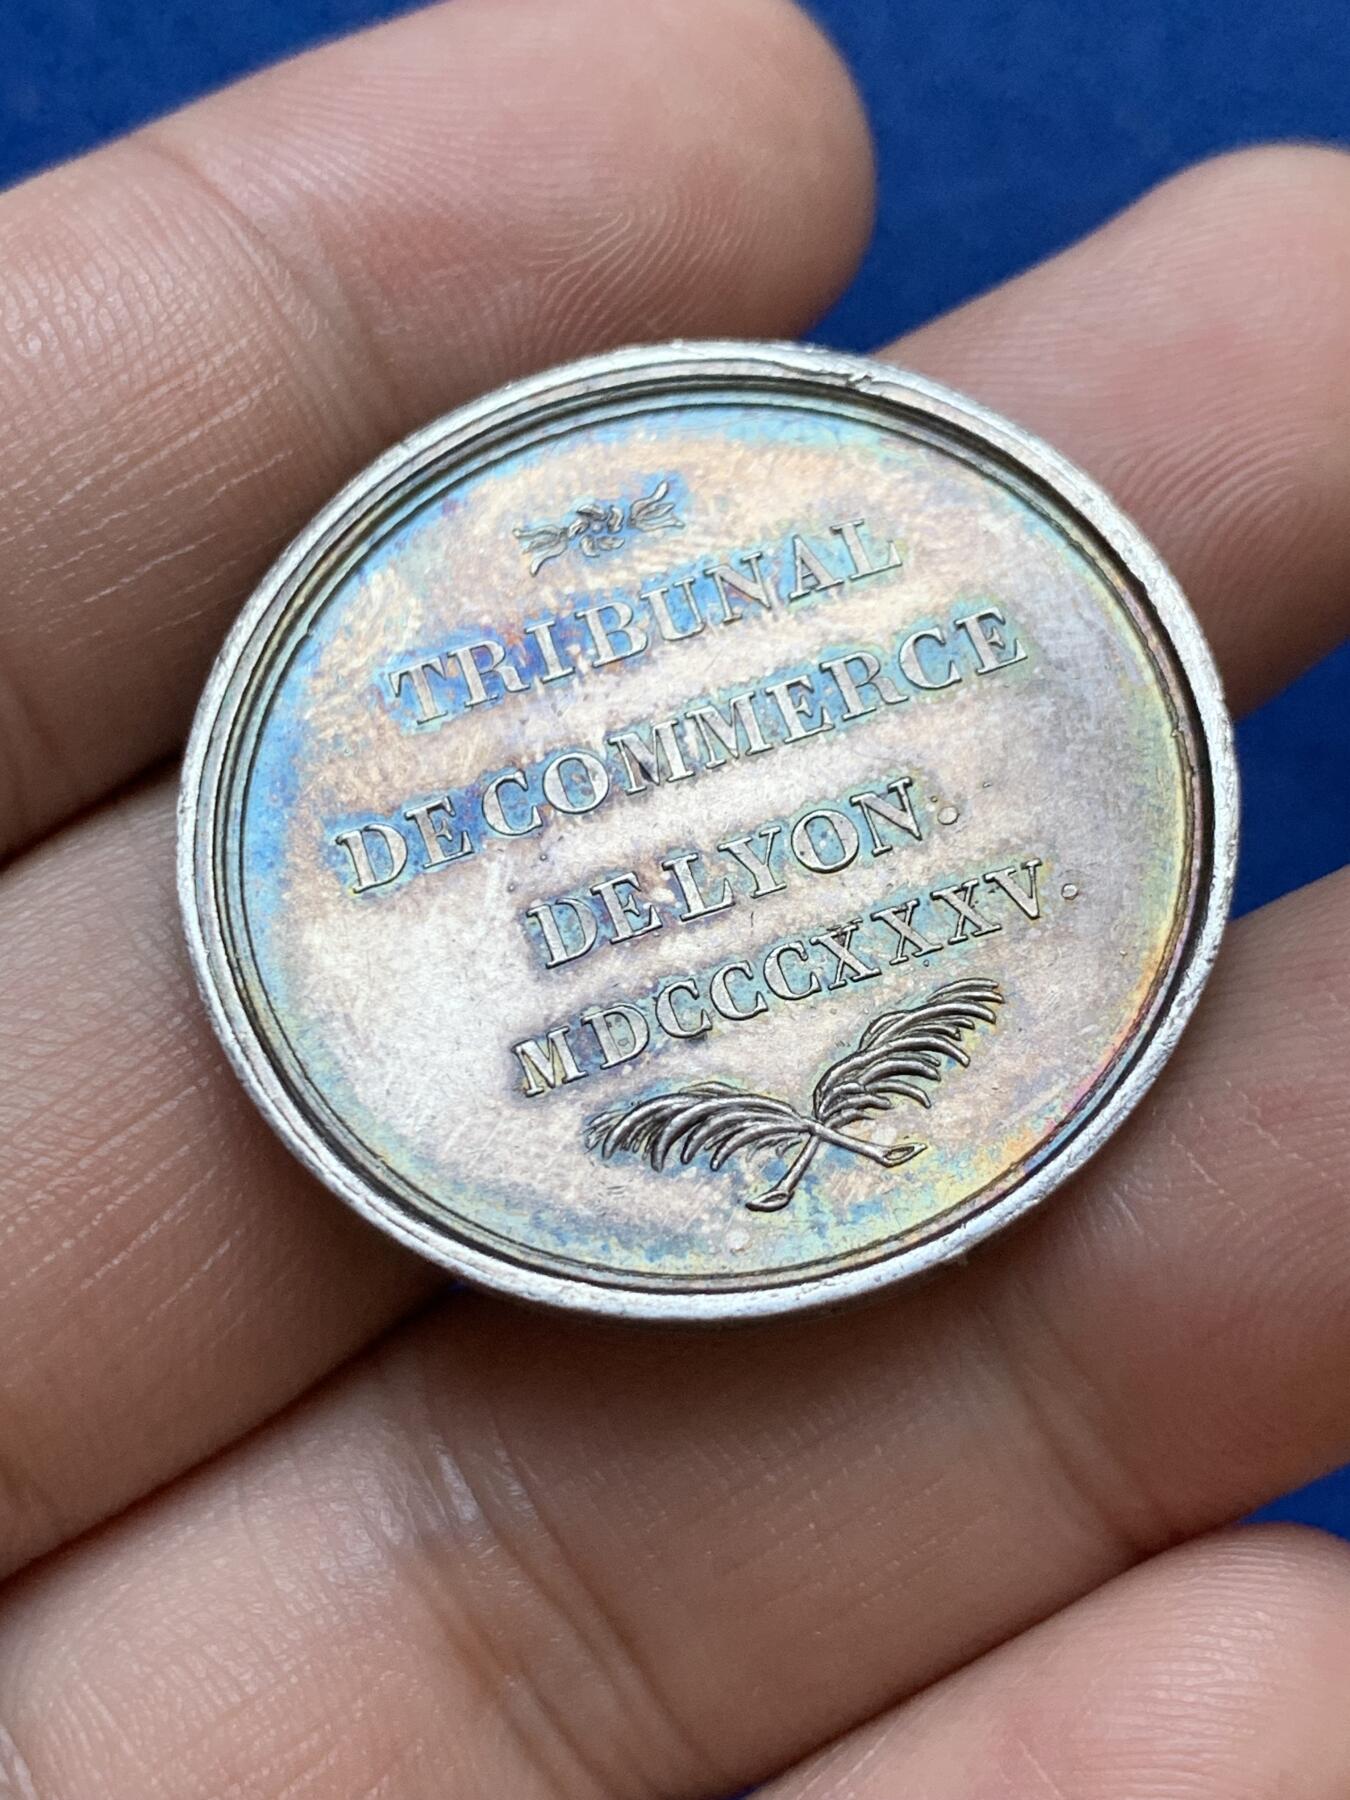 TRIBUNAL
DE COMMERCE
DE LYON.
MDCCCXXXV.